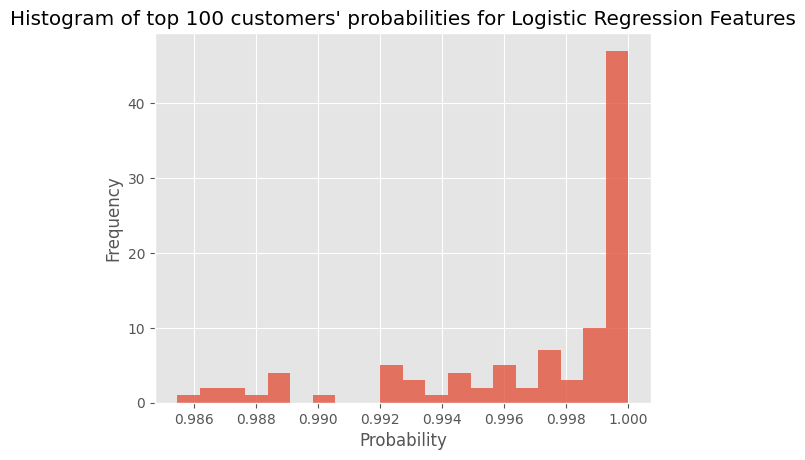 Histogram of top 100 customers' probabilities for Logistic Regression Features
Frequency
40
30
20
10
0
0.986 0.988 0.990 0.992 0.994 0.996 0.998 1.000
Probability